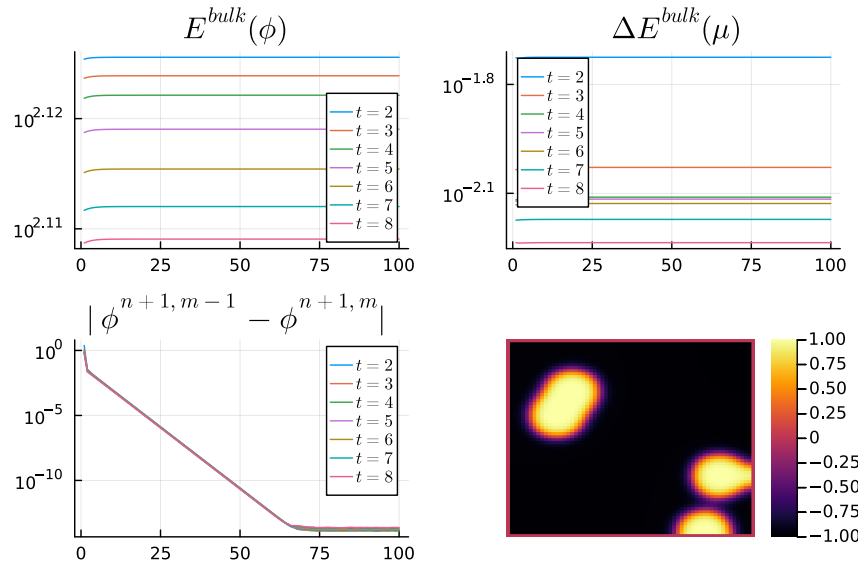 E^{bulk}(ϕ)
10^{2.12}
10^{2.11}
t = 2
t = 3
t = 4
t = 5
t = 6
t = 7
t = 8
0 25 50 75 100
ΔE^{bulk}(μ)
10^{−1.8}
10^{−2.1}
t = 2
t = 3
t = 4
t = 5
t = 6
t = 7
t = 8
0 25 50 75 100
| ϕ^{n+1, m−1} − ϕ^{n+1, m} |
10^{0}
10^{−5}
10^{−10}
t = 2
t = 3
t = 4
t = 5
t = 6
t = 7
t = 8
0 25 50 75 100
1.00
0.75
0.50
0.25
0
−0.25
−0.50
−0.75
−1.00